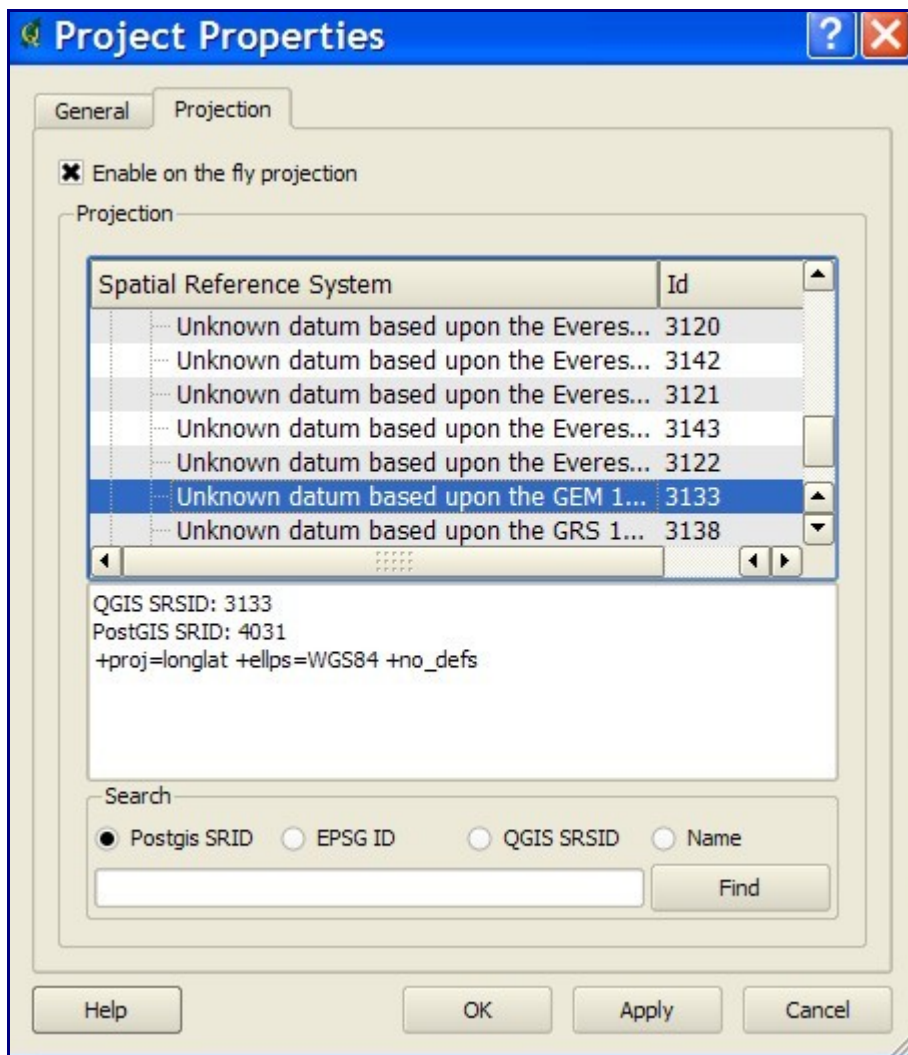 Project Properties
General Projection
Enable on the fly projection
Projection
Spatial Reference System Id
Unknown datum based upon the Everes... 3120
Unknown datum based upon the Everes... 3142
Unknown datum based upon the Everes... 3121
Unknown datum based upon the Everes... 3143
Unknown datum based upon the Everes... 3122
Unknown datum based upon the GEM 1... 3133
Unknown datum based upon the GRS 1... 3138
QGIS SRSID: 3133
PostGIS SRID: 4031
+proj=longlat +ellps=WGS84 +no_defs
Search
Postgis SRID EPSG ID QGIS SRSID Name
Find
Help OK Apply Cancel